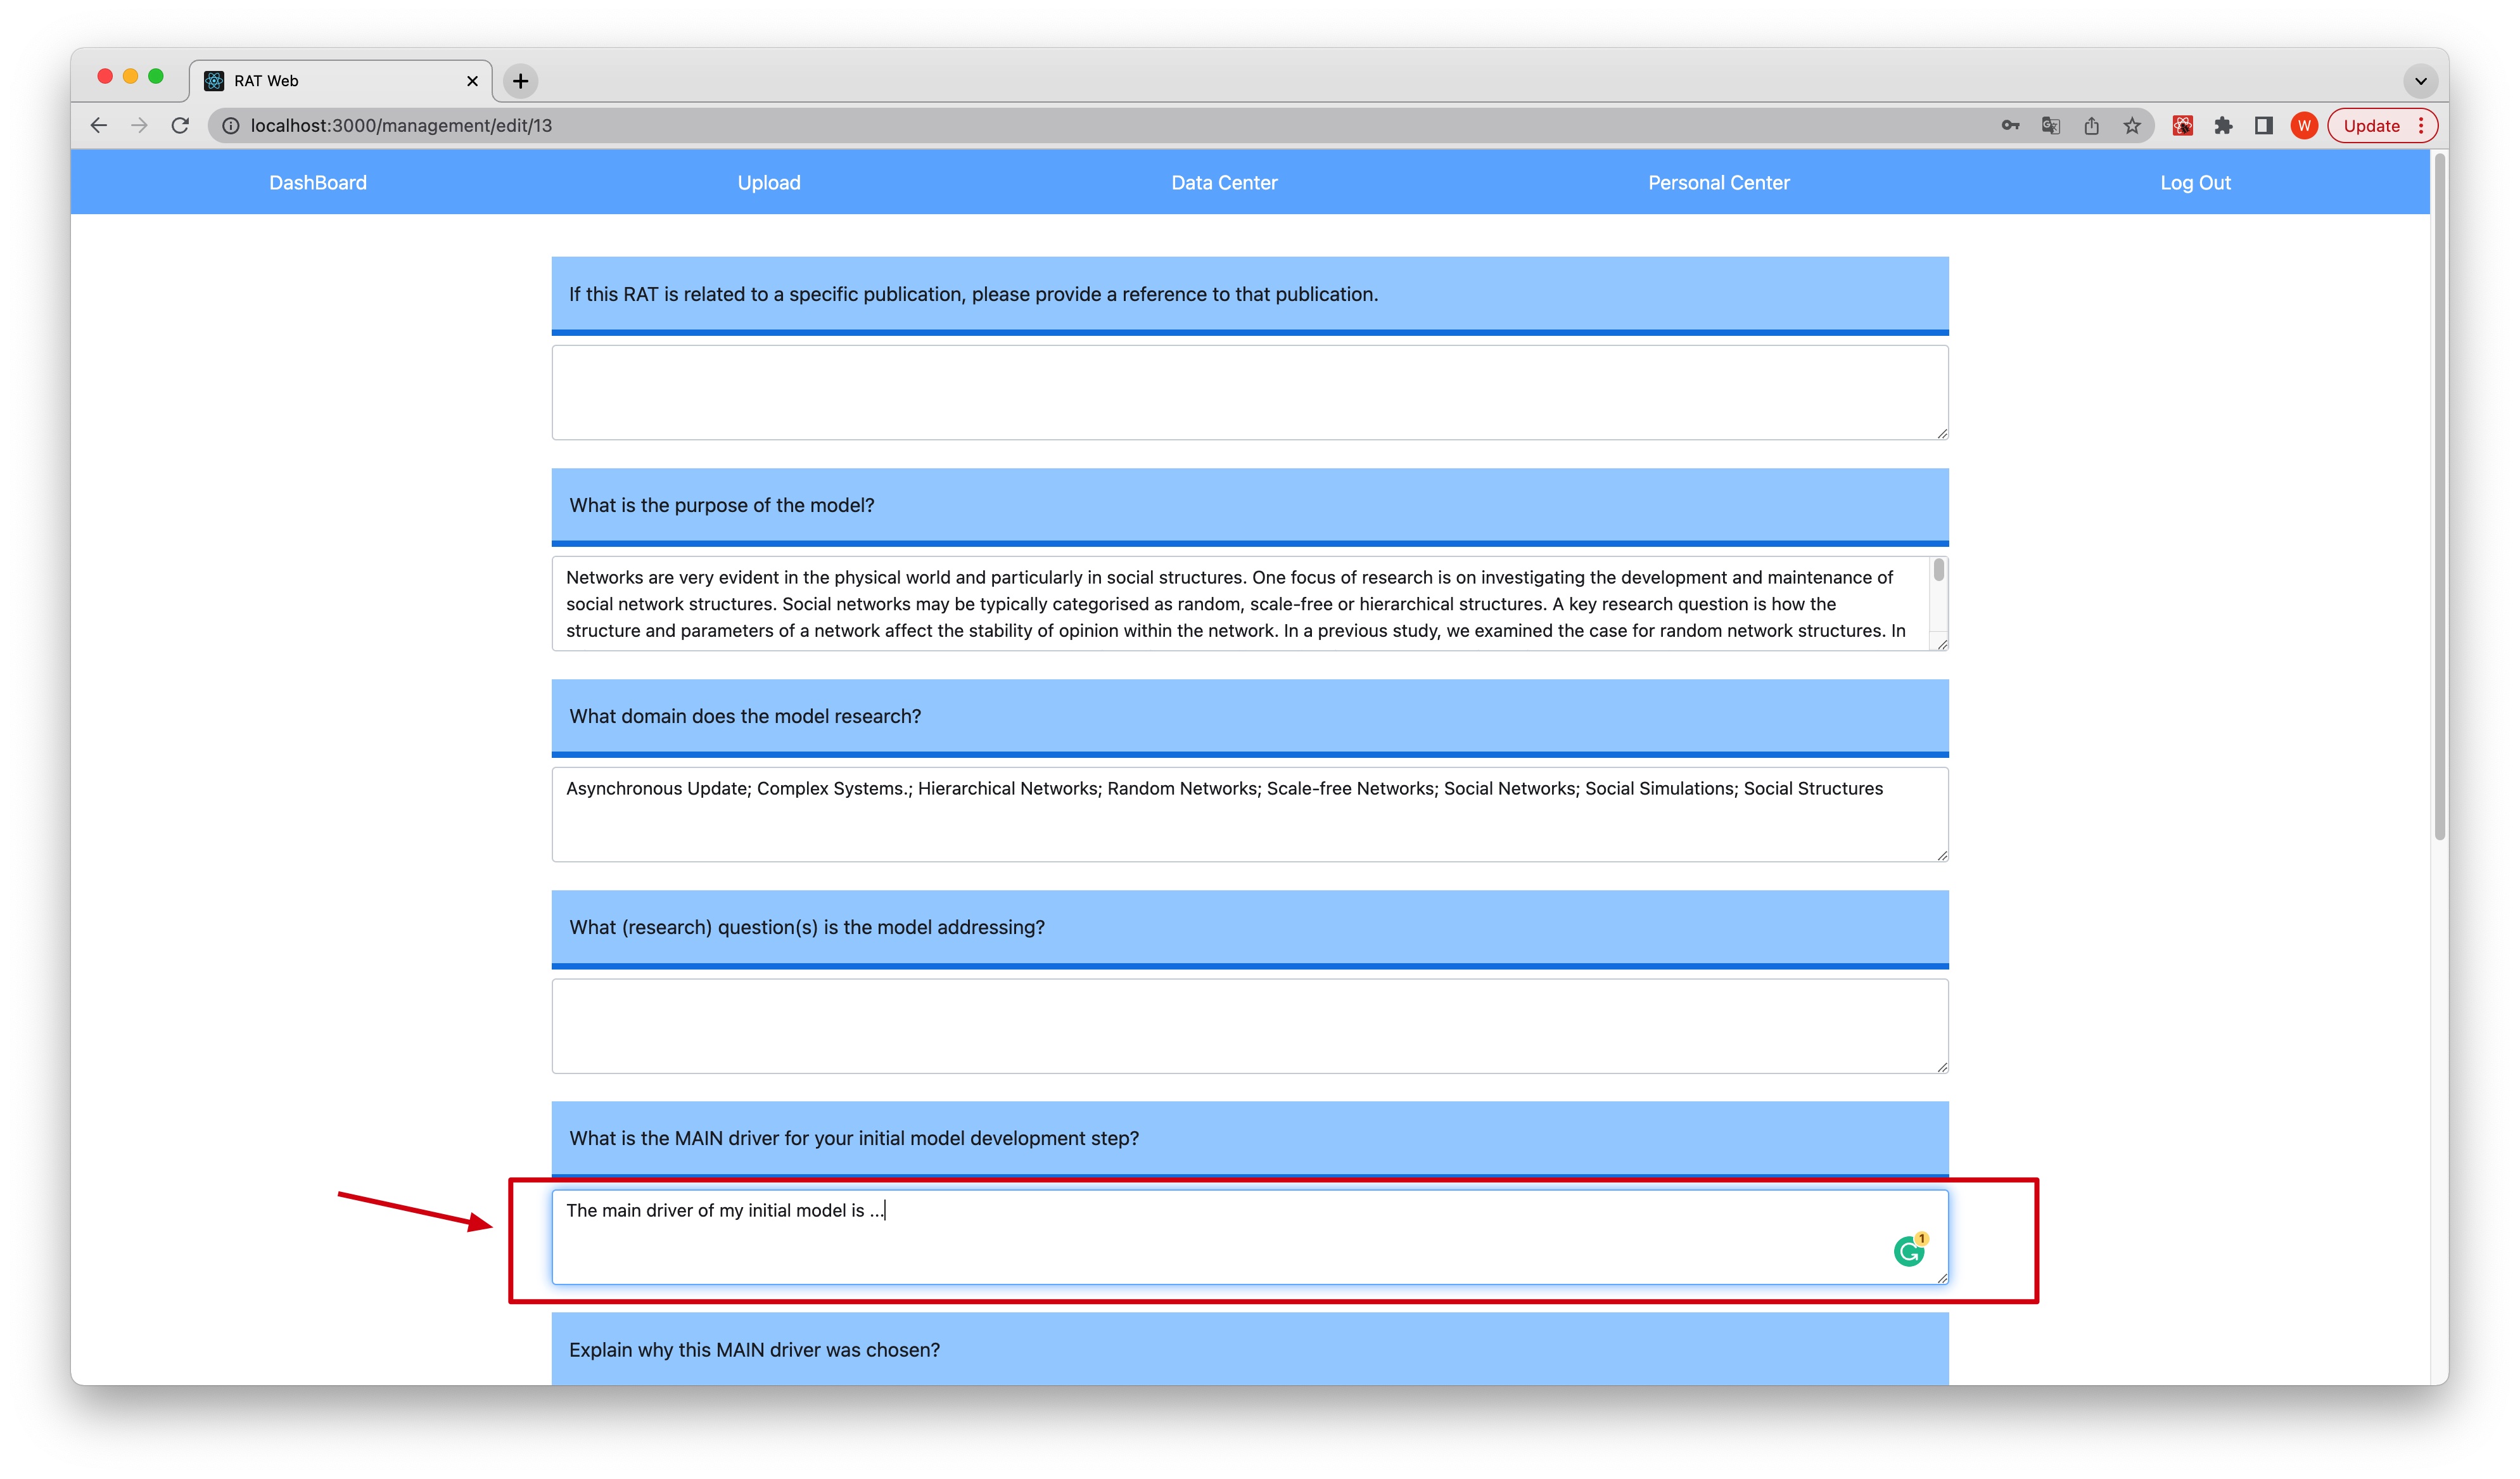 RAT Web
localhost:3000/management/edit/13
W
Update
DashBoard
Upload
Data Center
Personal Center
Log Out
If this RAT is related to a specific publication, please provide a reference to that publication.
What is the purpose of the model?
Networks are very evident in the physical world and particularly in social structures. One focus of research is on investigating the development and maintenance of
social network structures. Social networks may be typically categorised as random, scale-free or hierarchical structures. A key research question is how the
structure and parameters of a network affect the stability of opinion within the network. In a previous study, we examined the case for random network structures. In
What domain does the model research?
Asynchronous Update; Complex Systems.; Hierarchical Networks; Random Networks; Scale-free Networks; Social Networks; Social Simulations; Social Structures
What (research) question(s) is the model addressing?
What is the MAIN driver for your initial model development step?
The main driver of my initial model is ...
1
Explain why this MAIN driver was chosen?